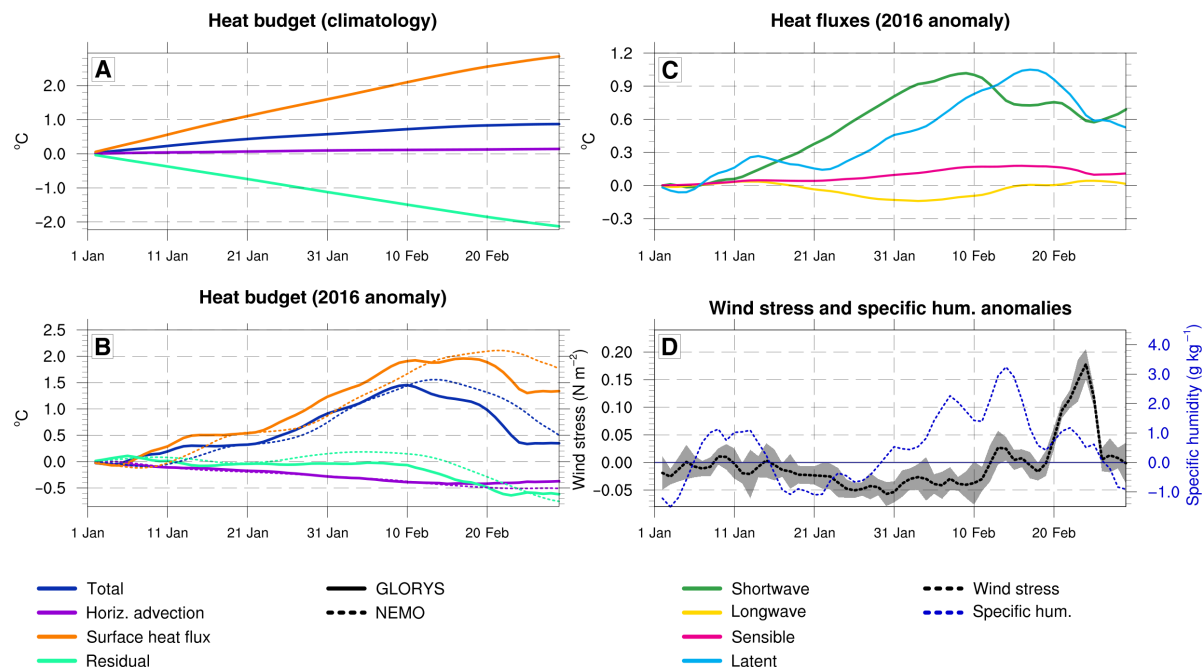 Heat budget (climatology)
A
°C
2.0
1.0
0.0
−1.0
−2.0
1 Jan 11 Jan 21 Jan 31 Jan 10 Feb 20 Feb
Heat fluxes (2016 anomaly)
C
°C
1.2
0.9
0.6
0.3
0.0
−0.3
1 Jan 11 Jan 21 Jan 31 Jan 10 Feb 20 Feb
Heat budget (2016 anomaly)
B
°C
2.5
2.0
1.5
1.0
0.5
0.0
−0.5
1 Jan 11 Jan 21 Jan 31 Jan 10 Feb 20 Feb
Wind stress and specific hum. anomalies
D
Wind stress (N m⁻²)
0.20
0.15
0.10
0.05
0.00
−0.05
Specific humidity (g kg⁻¹)
4.0
3.0
2.0
1.0
0.0
−1.0
1 Jan 11 Jan 21 Jan 31 Jan 10 Feb 20 Feb
Total
Horiz. advection
Surface heat flux
Residual
GLORYS
NEMO
Shortwave
Longwave
Sensible
Latent
Wind stress
Specific hum.